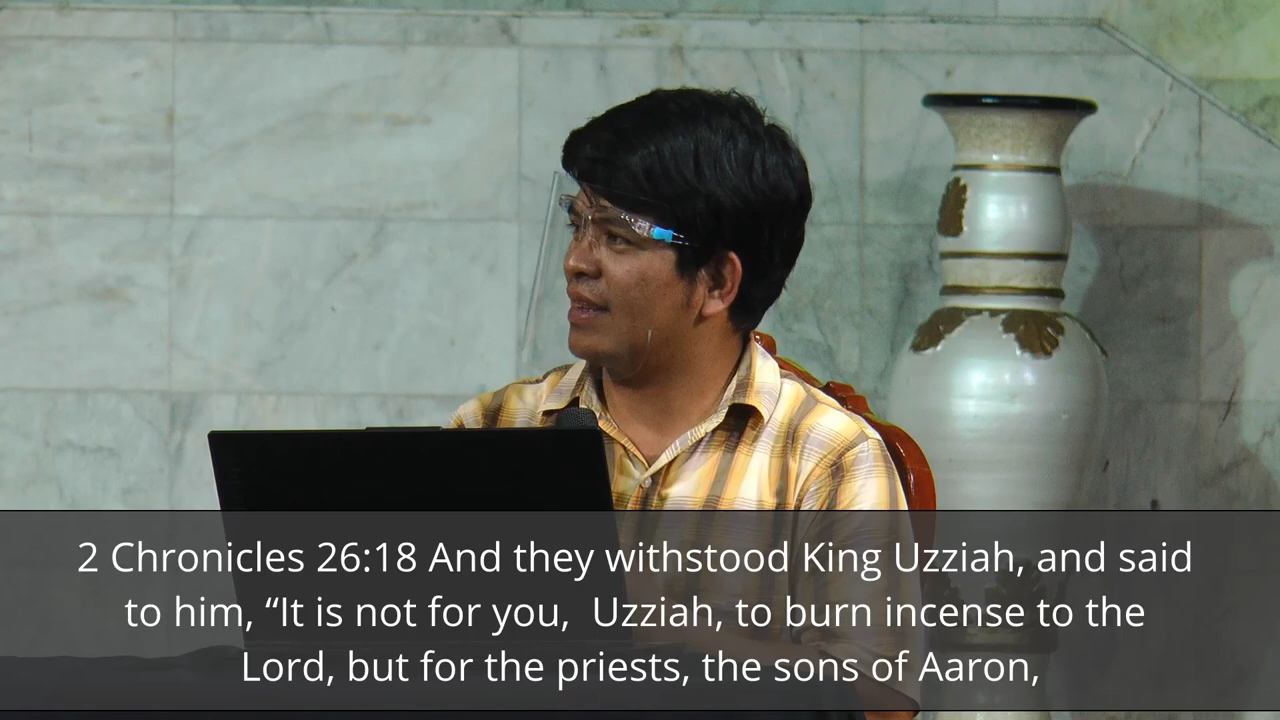 2 Chronicles 26:18 And they withstood King Uzziah, and said
to him, “It is not for you,  Uzziah, to burn incense to the
Lord, but for the priests, the sons of Aaron,